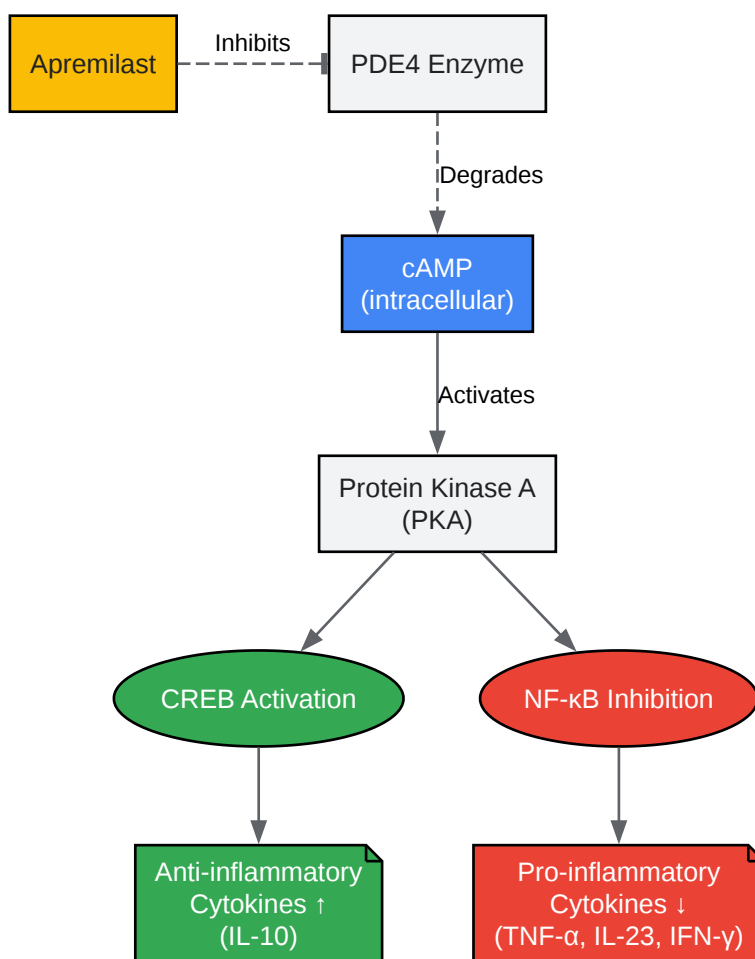 Apremilast
Inhibits
PDE4 Enzyme
Degrades
cAMP
(intracellular)
Activates
Protein Kinase A
(PKA)
CREB Activation
NF-κB Inhibition
Anti-inflammatory
Cytokines ↑
(IL-10)
Pro-inflammatory
Cytokines ↓
(TNF-α, IL-23, IFN-γ)